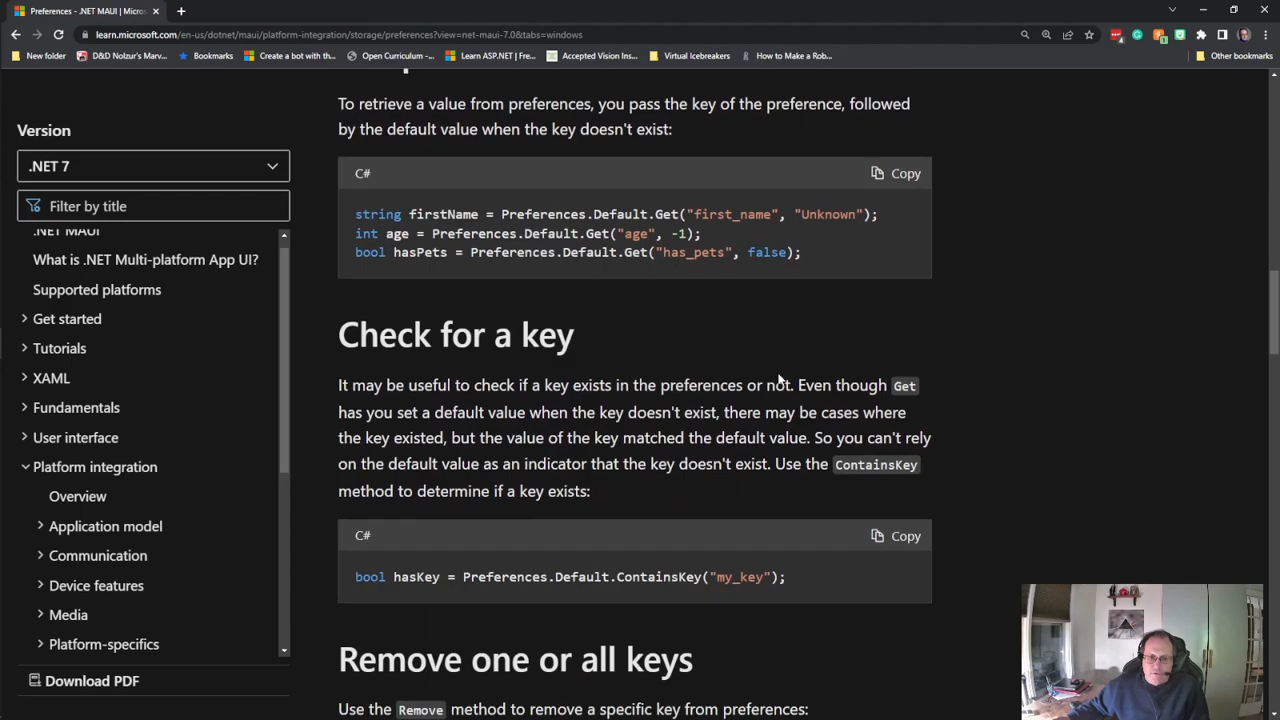 Preferences - .NET MAUI | Micros
learn.microsoft.com/en-us/dotnet/maui/platform-integration/storage/preferences?view=net-maui-7.0&tabs=windows
New folder
D&D Nolzur's Marv...
Bookmarks
Create a bot with th...
Open Curriculum -...
Learn ASP.NET | Fre...
Accepted Vision Ins...
Virtual Icebreakers
How to Make a Rob...
Other bookmarks
Version
.NET 7
Filter by title
.NET MAUI
What is .NET Multi-platform App UI?
Supported platforms
Get started
Tutorials
XAML
Fundamentals
User interface
Platform integration
Overview
Application model
Communication
Device features
Media
Platform-specifics
Download PDF
To retrieve a value from preferences, you pass the key of the preference, followed
by the default value when the key doesn't exist:
C#
Copy
string firstName = Preferences.Default.Get("first_name", "Unknown");
int age = Preferences.Default.Get("age", -1);
bool hasPets = Preferences.Default.Get("has_pets", false);
Check for a key
It may be useful to check if a key exists in the preferences or not. Even though Get
has you set a default value when the key doesn't exist, there may be cases where
the key existed, but the value of the key matched the default value. So you can't rely
on the default value as an indicator that the key doesn't exist. Use the ContainsKey
method to determine if a key exists:
C#
Copy
bool hasKey = Preferences.Default.ContainsKey("my_key");
Remove one or all keys
Use the Remove method to remove a specific key from preferences: